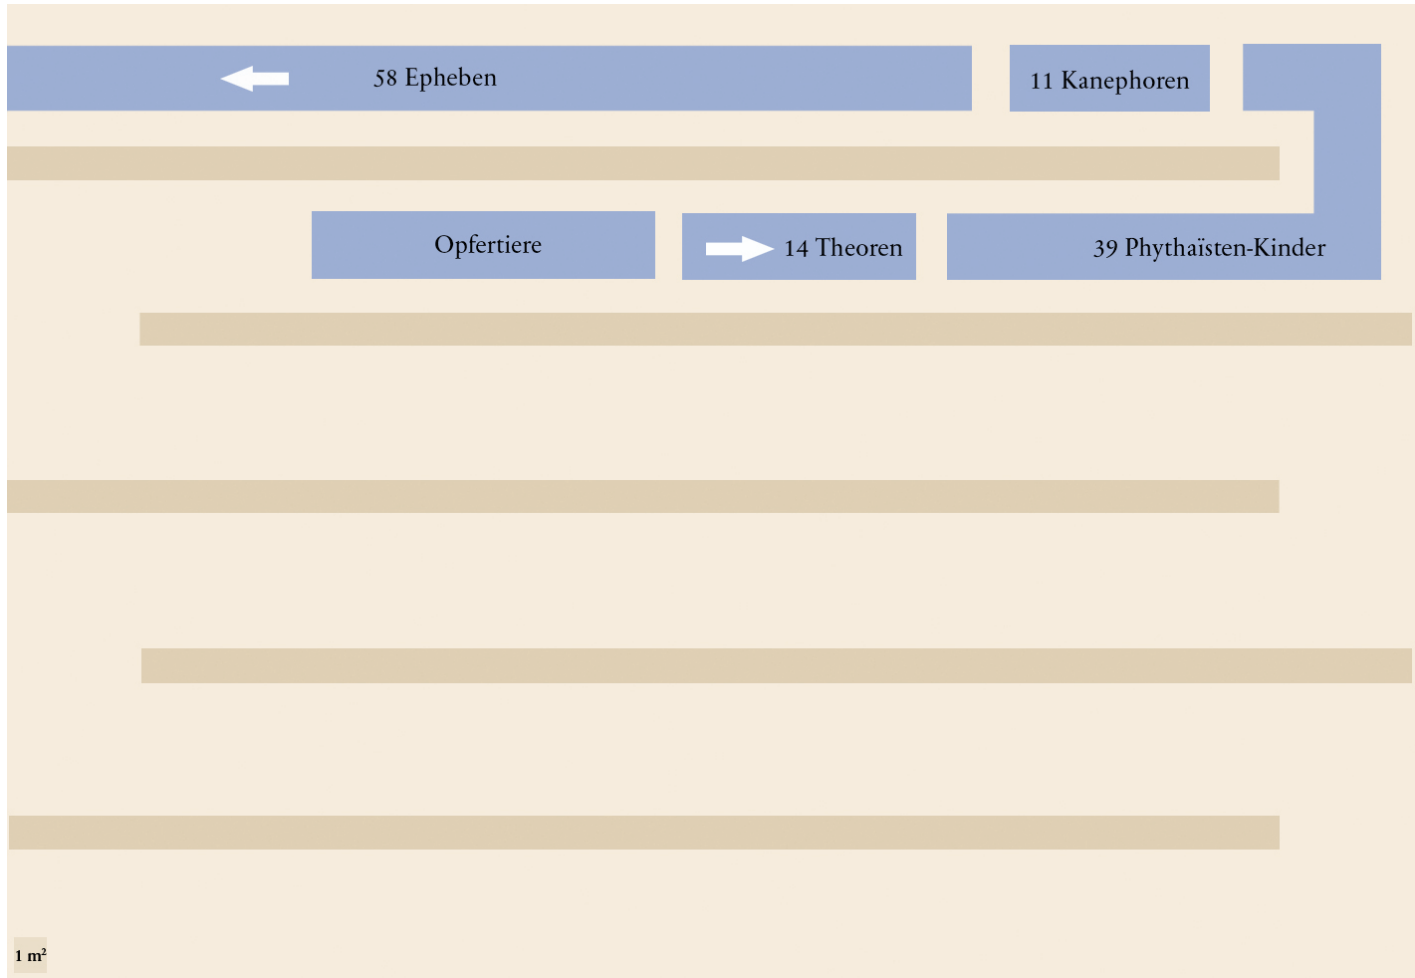 58 Epheben
11 Kanephoren
Opfertiere
14 Theoren
39 Phythaïsten-Kinder
1 m²